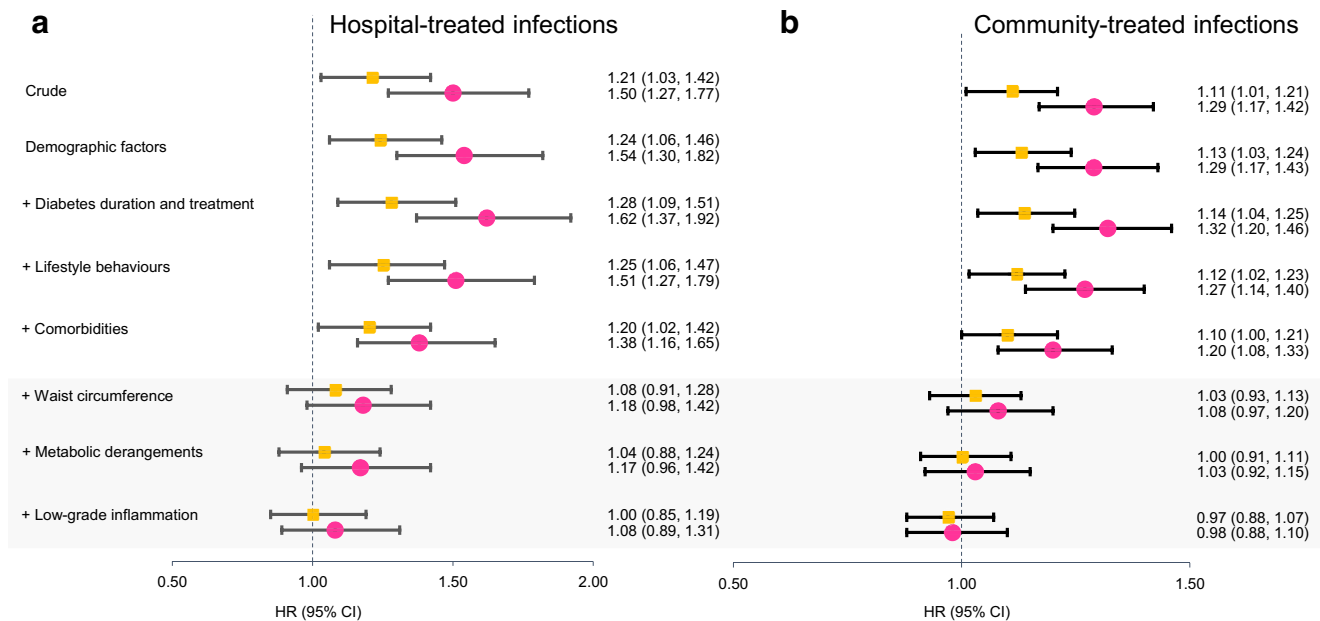 a
Hospital-treated infections
Crude
1.21 (1.03, 1.42)
1.50 (1.27, 1.77)
Demographic factors
1.24 (1.06, 1.46)
1.54 (1.30, 1.82)
+ Diabetes duration and treatment
1.28 (1.09, 1.51)
1.62 (1.37, 1.92)
+ Lifestyle behaviours
1.25 (1.06, 1.47)
1.51 (1.27, 1.79)
+ Comorbidities
1.20 (1.02, 1.42)
1.38 (1.16, 1.65)
+ Waist circumference
1.08 (0.91, 1.28)
1.18 (0.98, 1.42)
+ Metabolic derangements
1.04 (0.88, 1.24)
1.17 (0.96, 1.42)
+ Low-grade inflammation
1.00 (0.85, 1.19)
1.08 (0.89, 1.31)
0.50 1.00 1.50 2.00
HR (95% CI)
b
Community-treated infections
1.11 (1.01, 1.21)
1.29 (1.17, 1.42)
1.13 (1.03, 1.24)
1.29 (1.17, 1.43)
1.14 (1.04, 1.25)
1.32 (1.20, 1.46)
1.12 (1.02, 1.23)
1.27 (1.14, 1.40)
1.10 (1.00, 1.21)
1.20 (1.08, 1.33)
1.03 (0.93, 1.13)
1.08 (0.97, 1.20)
1.00 (0.91, 1.11)
1.03 (0.92, 1.15)
0.97 (0.88, 1.07)
0.98 (0.88, 1.10)
0.50 1.00 1.50
HR (95% CI)